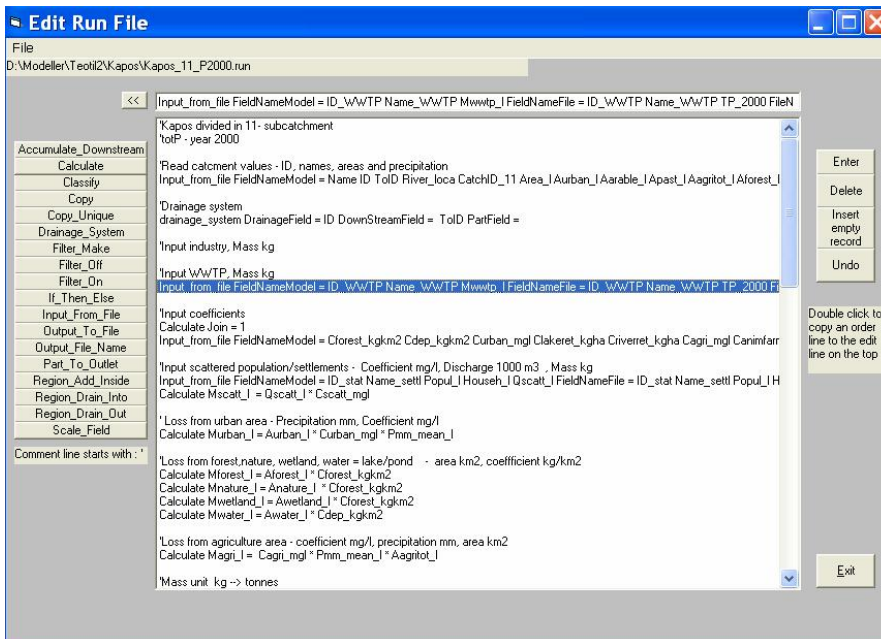 Edit Run File
File
D:\Modeller\Teotil2\Kapos\Kapos_11_P2000.run
<<
Input_from_file FieldNameModel = ID_WWTP Name_WWTP Mwwtp_l FieldNameFile = ID_WWTP Name_WWTP TP_2000 FileN
Accumulate_Downstream
Calculate
Classify
Copy
Copy_Unique
Drainage_System
Filter_Make
Filter_Off
Filter_On
If_Then_Else
Input_From_File
Output_To_File
Output_File_Name
Part_To_Outlet
Region_Add_Inside
Region_Drain_Into
Region_Drain_Out
Scale_Field
Comment line starts with : '
'Kapos divided in 11- subcatchment
'totP - year 2000
'Read catcment values - ID, names, areas and precipitation
Input_from_file FieldNameModel = Name ID ToID River_loca CatchID_11 Area_l Aurban_l Aarable_l Apast_l Aagritot_l Aforest_l
'Drainage system
drainage_system DrainageField = ID DownStreamField = ToID PartField =
'Input industry, Mass kg
'Input WWTP, Mass kg
Input_from_file FieldNameModel = ID_WWTP Name_WWTP Mwwtp_l FieldNameFile = ID_WWTP Name_WWTP TP_2000 Fi
'Input coefficients
Calculate Join = 1
Input_from_file FieldNameModel = Cforest_kgkm2 Cdep_kgkm2 Curban_mgl Clakeret_kgha Criverret_kgha Cagri_mgl Canimfarr
'Input scattered population/settlements - Coefficient mg/l, Discharge 1000 m3 , Mass kg
Input_from_file FieldNameModel = ID_stat Name_settl Popul_l Househ_l Qscatt_l FieldNameFile = ID_stat Name_settl Popul_l H
Calculate Mscatt_l = Qscatt_l * Cscatt_mgl
' Loss from urban area - Precipitation mm, Coefficient mg/l
Calculate Murban_l = Aurban_l * Curban_mgl * Pmm_mean_l
'Loss from forest,nature, wetland, water = lake/pond - area km2, coeffficient kg/km2
Calculate Mforest_l = Aforest_l * Cforest_kgkm2
Calculate Mnature_l = Anature_l * Cforest_kgkm2
Calculate Mwetland_l = Awetland_l * Cforest_kgkm2
Calculate Mwater_l = Awater_l * Cdep_kgkm2
'Loss from agriculture area - coefficient mg/l, precipitation mm, area km2
Calculate Magri_l = Cagri_mgl * Pmm_mean_l * Aagritot_l
'Mass unit kg --> tonnes
Enter
Delete
Insert
empty
record
Undo
Double click to
copy an order
line to the edit
line on the top
Exit